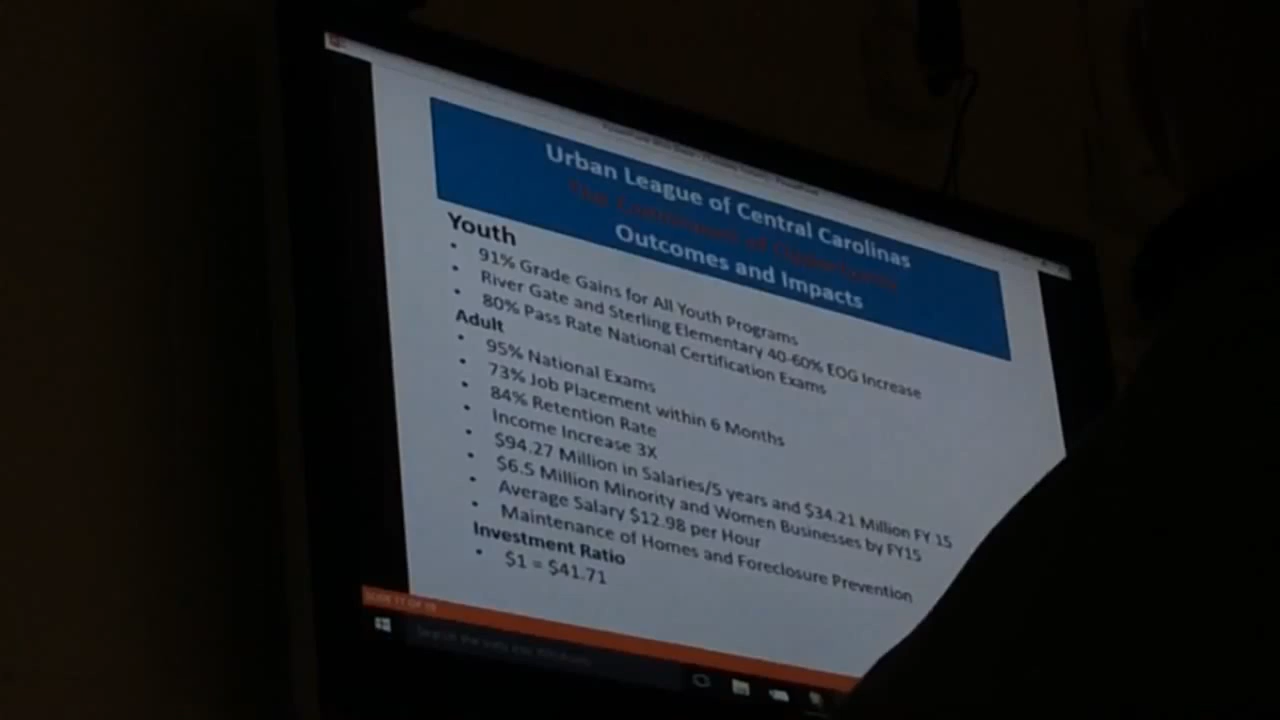 Urban League of Central Carolinas
Outcomes and Impacts
Youth
• 91% Grade Gains for All Youth Programs
• River Gate and Sterling Elementary 40-60% EOG Increase
• 80% Pass Rate National Certification Exams
Adult
• 95% National Exams
• 73% Job Placement within 6 Months
• 84% Retention Rate
• Income Increase 3X
• $94.27 Million in Salaries/5 years and $34.21 Million FY 15
• $6.5 Million Minority and Women Businesses by FY15
• Average Salary $12.98 per Hour
• Maintenance of Homes and Foreclosure Prevention
Investment Ratio
• $1 = $41.71